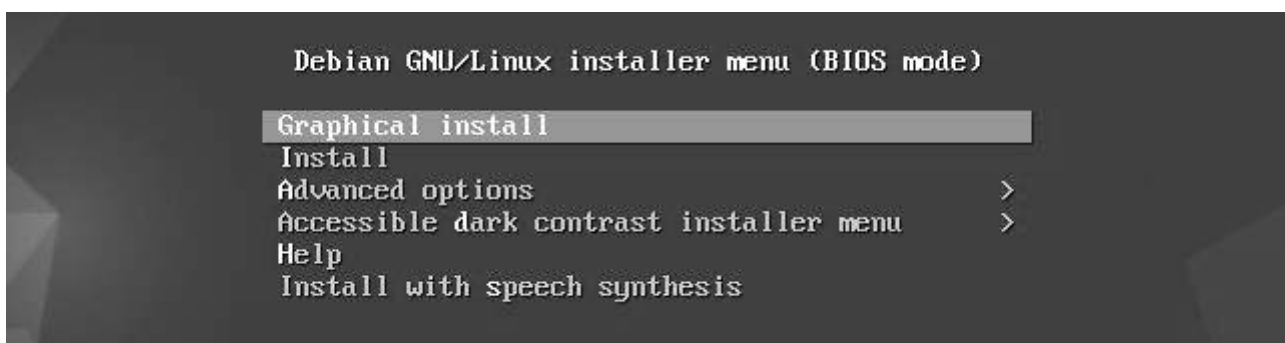 Debian GNU/Linux installer menu (BIOS mode)
Graphical install
Install
Advanced options >
Accessible dark contrast installer menu >
Help
Install with speech synthesis